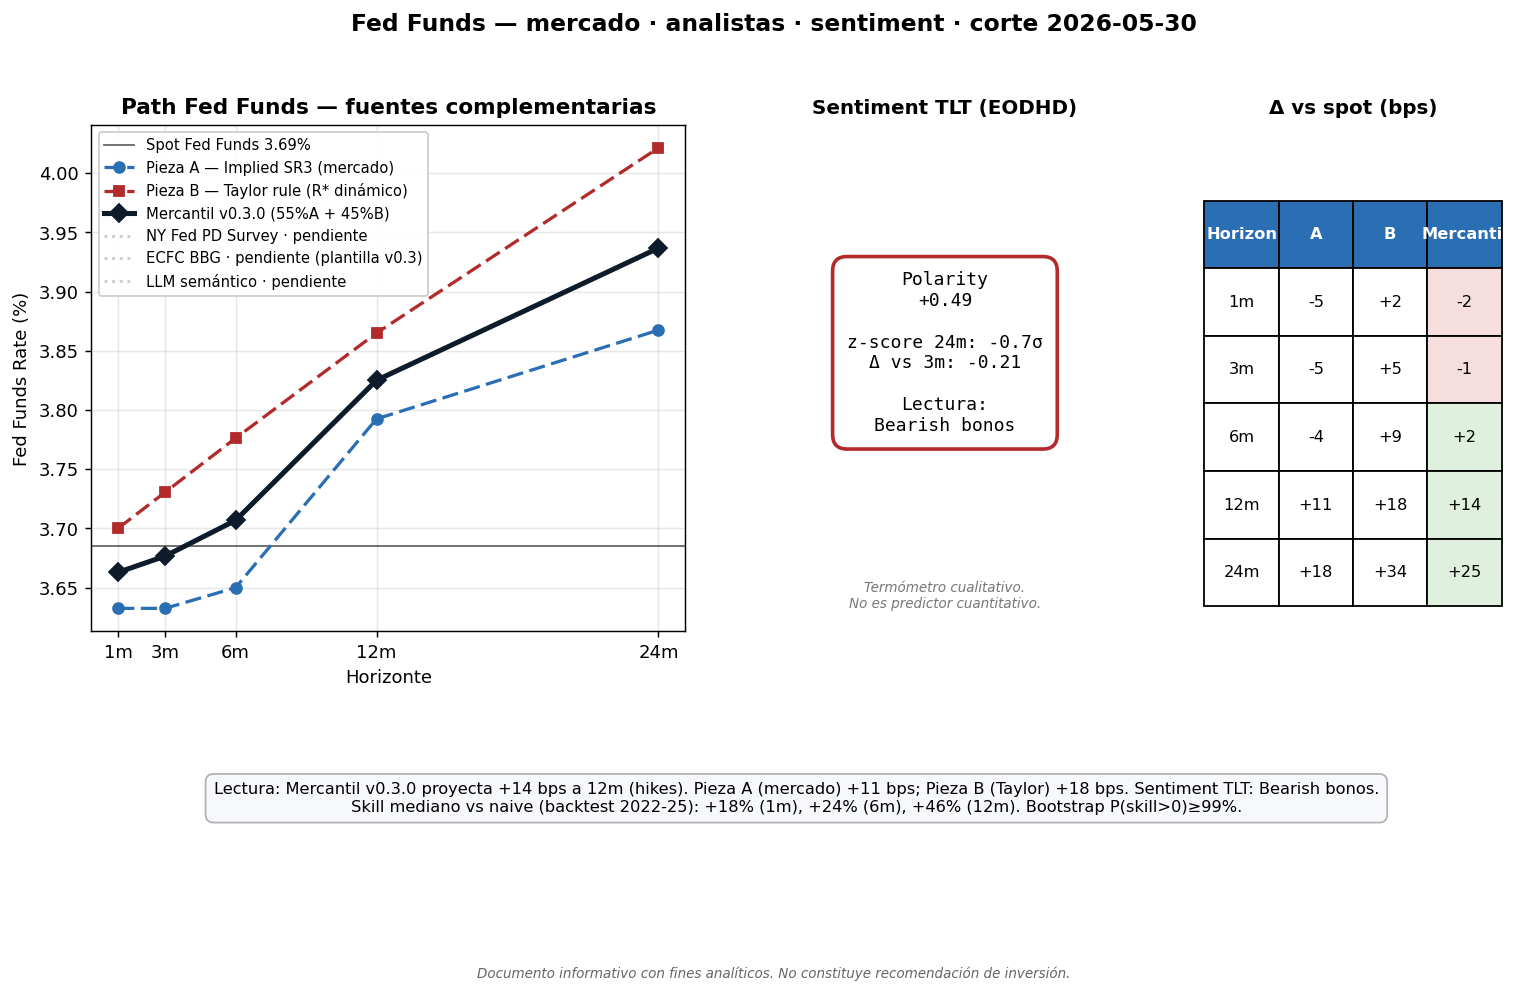 Fed Funds — mercado · analistas · sentiment · corte 2026-05-30
Path Fed Funds — fuentes complementarias
Fed Funds Rate (%)
4.00
3.95
3.90
3.85
3.80
3.75
3.70
3.65
Spot Fed Funds 3.69%
Pieza A — Implied SR3 (mercado)
Pieza B — Taylor rule (R* dinámico)
Mercantil v0.3.0 (55%A + 45%B)
NY Fed PD Survey · pendiente
ECFC BBG · pendiente (plantilla v0.3)
LLM semántico · pendiente
1m 3m 6m 12m 24m
Horizonte
Sentiment TLT (EODHD)
Polarity
+0.49
z-score 24m: -0.7σ
Δ vs 3m: -0.21
Lectura:
Bearish bonos
Termómetro cualitativo.
No es predictor cuantitativo.
Δ vs spot (bps)
Horizon A B Mercanti
1m -5 +2 -2
3m -5 +5 -1
6m -4 +9 +2
12m +11 +18 +14
24m +18 +34 +25
Lectura: Mercantil v0.3.0 proyecta +14 bps a 12m (hikes). Pieza A (mercado) +11 bps; Pieza B (Taylor) +18 bps. Sentiment TLT: Bearish bonos.
Skill mediano vs naive (backtest 2022-25): +18% (1m), +24% (6m), +46% (12m). Bootstrap P(skill>0)≥99%.
Documento informativo con fines analíticos. No constituye recomendación de inversión.